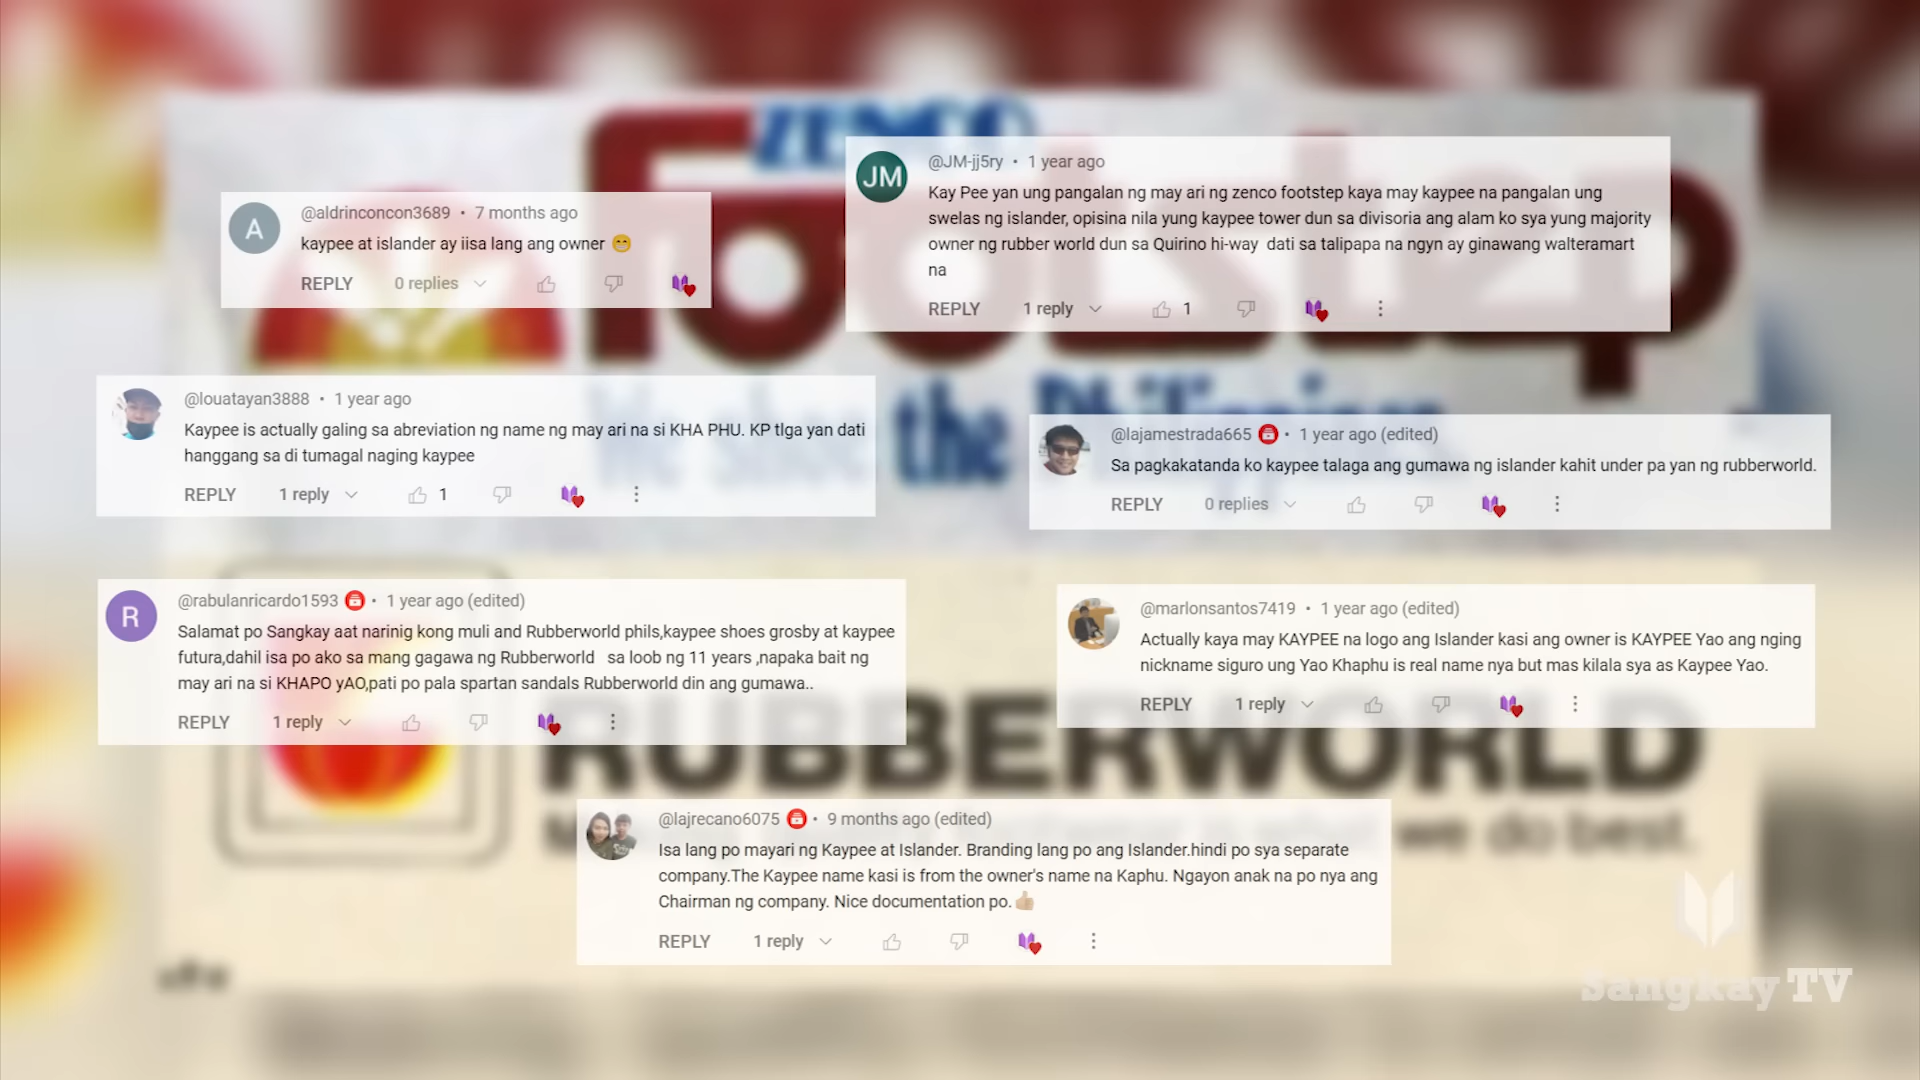 ZENCO
footstep
We shoe the Philippines.
A
@aldrinconcon3689 • 7 months ago
kaypee at islander ay iisa lang ang owner 😁
REPLY 0 replies
JM
@JM-jj5ry • 1 year ago
Kay Pee yan ung pangalan ng may ari ng zenco footstep kaya may kaypee na pangalan ung
swelas ng islander, opisina nila yung kaypee tower dun sa divisoria ang alam ko sya yung majority
owner ng rubber world dun sa Quirino hi-way dati sa talipapa na ngyn ay ginawang walteramart
na
REPLY 1 reply 1
@louatayan3888 • 1 year ago
Kaypee is actually galing sa abreviation ng name ng may ari na si KHA PHU. KP tlga yan dati
hanggang sa di tumagal naging kaypee
REPLY 1 reply 1
@lajamestrada665 • 1 year ago (edited)
Sa pagkakatanda ko kaypee talaga ang gumawa ng islander kahit under pa yan ng rubberworld.
REPLY 0 replies
R
@rabulanricardo1593 • 1 year ago (edited)
Salamat po Sangkay aat narinig kong muli and Rubberworld phils,kaypee shoes grosby at kaypee
futura,dahil isa po ako sa mang gagawa ng Rubberworld sa loob ng 11 years ,napaka bait ng
may ari na si KHAPO yAO,pati po pala spartan sandals Rubberworld din ang gumawa..
REPLY 1 reply
@marlonsantos7419 • 1 year ago (edited)
Actually kaya may KAYPEE na logo ang Islander kasi ang owner is KAYPEE Yao ang nging
nickname siguro ung Yao Khaphu is real name nya but mas kilala sya as Kaypee Yao.
REPLY 1 reply
RUBBERWORLD
we do best.
@lajrecano6075 • 9 months ago (edited)
Isa lang po mayari ng Kaypee at Islander. Branding lang po ang Islander.hindi po sya separate
company.The Kaypee name kasi is from the owner's name na Kaphu. Ngayon anak na po nya ang
Chairman ng company. Nice documentation po.👍🏼
REPLY 1 reply
Sangkay TV